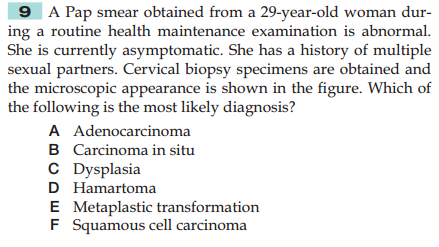 9 A Pap smear obtained from a 29-year-old woman dur-
ing a routine health maintenance examination is abnormal.
She is currently asymptomatic. She has a history of multiple
sexual partners. Cervical biopsy specimens are obtained and
the microscopic appearance is shown in the figure. Which of
the following is the most likely diagnosis?
A Adenocarcinoma
B Carcinoma in situ
C Dysplasia
D Hamartoma
E Metaplastic transformation
F Squamous cell carcinoma